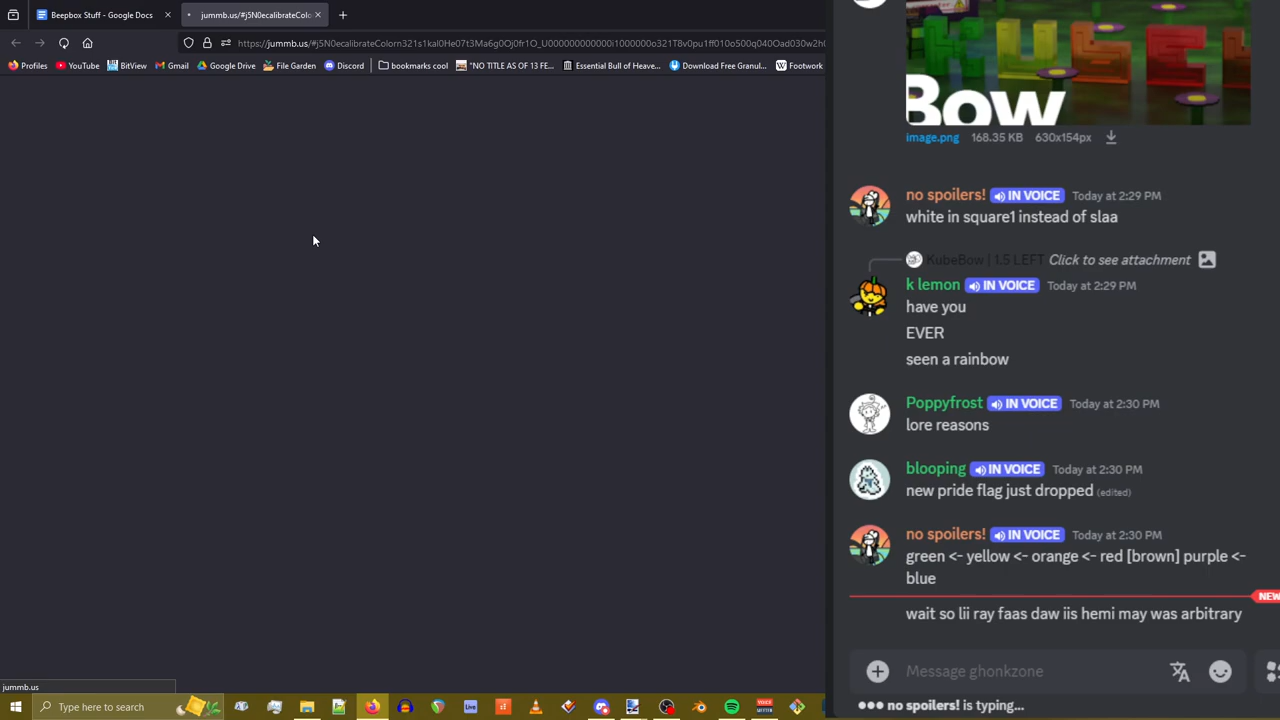 Beepbox Stuff - Google Docs
jummb.us/#j5N0ecalibrateColo
Profiles
YouTube
BitView
Gmail
Google Drive
File Garden
Discord
bookmarks cool
"NO TITLE AS OF 13 FE...
Essential Bull of Heave...
Download Free Granul...
Footwork
KUBE
Bow
image.png 168.35 KB 630x154px
no spoilers! IN VOICE Today at 2:29 PM
white in square1 instead of slaa
KubeBow | 1.5 LEFT Click to see attachment
k lemon IN VOICE Today at 2:29 PM
have you
EVER
seen a rainbow
Poppyfrost IN VOICE Today at 2:30 PM
lore reasons
blooping IN VOICE Today at 2:30 PM
new pride flag just dropped (edited)
no spoilers! IN VOICE Today at 2:30 PM
green <- yellow <- orange <- red [brown] purple <-
blue
NEW
wait so lii ray faas daw iis hemi may was arbitrary
Message ghonkzone
no spoilers! is typing...
jummb.us
Type here to search